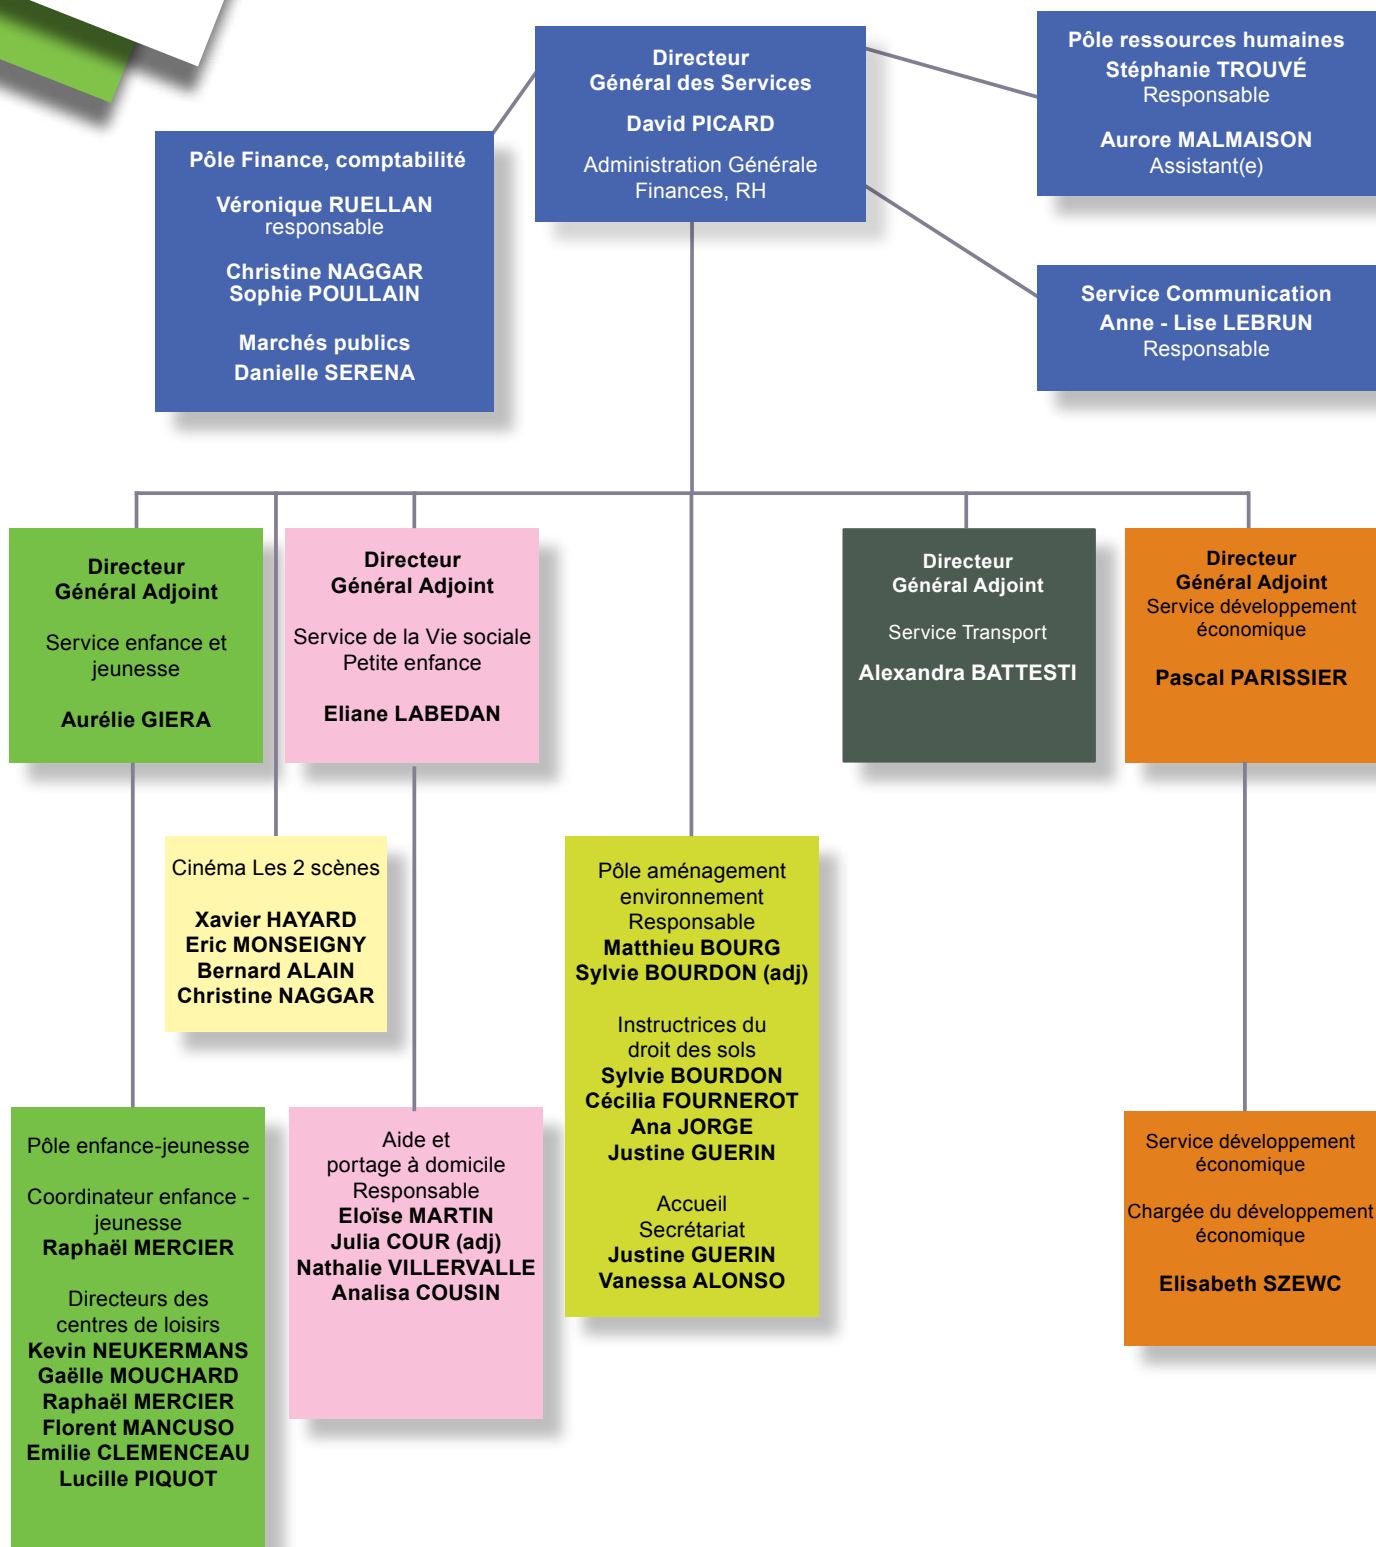 Directeur
Général des Services
David PICARD
Administration Générale
Finances, RH
Pôle ressources humaines
Stéphanie TROUVÉ
Responsable
Aurore MALMAISON
Assistant(e)
Pôle Finance, comptabilité
Véronique RUELLAN
responsable
Christine NAGGAR
Sophie POULLAIN
Marchés publics
Danielle SERENA
Service Communication
Anne - Lise LEBRUN
Responsable
Directeur
Général Adjoint
Service enfance et
jeunesse
Aurélie GIERA
Directeur
Général Adjoint
Service de la Vie sociale
Petite enfance
Eliane LABEDAN
Directeur
Général Adjoint
Service Transport
Alexandra BATTESTI
Directeur
Général Adjoint
Service développement
économique
Pascal PARISSIER
Cinéma Les 2 scènes
Xavier HAYARD
Eric MONSEIGNY
Bernard ALAIN
Christine NAGGAR
Pôle aménagement
environnement
Responsable
Matthieu BOURG
Sylvie BOURDON (adj)
Instructrices du
droit des sols
Sylvie BOURDON
Cécilia FOURNEROT
Ana JORGE
Justine GUERIN
Accueil
Secrétariat
Justine GUERIN
Vanessa ALONSO
Pôle enfance-jeunesse
Coordinateur enfance -
jeunesse
Raphaël MERCIER
Directeurs des
centres de loisirs
Kevin NEUKERMANS
Gaëlle MOUCHARD
Raphaël MERCIER
Florent MANCUSO
Emilie CLEMENCEAU
Lucille PIQUOT
Aide et
portage à domicile
Responsable
Eloïse MARTIN
Julia COUR (adj)
Nathalie VILLERVALLE
Analisa COUSIN
Service développement
économique
Chargée du développement
économique
Elisabeth SZEWC